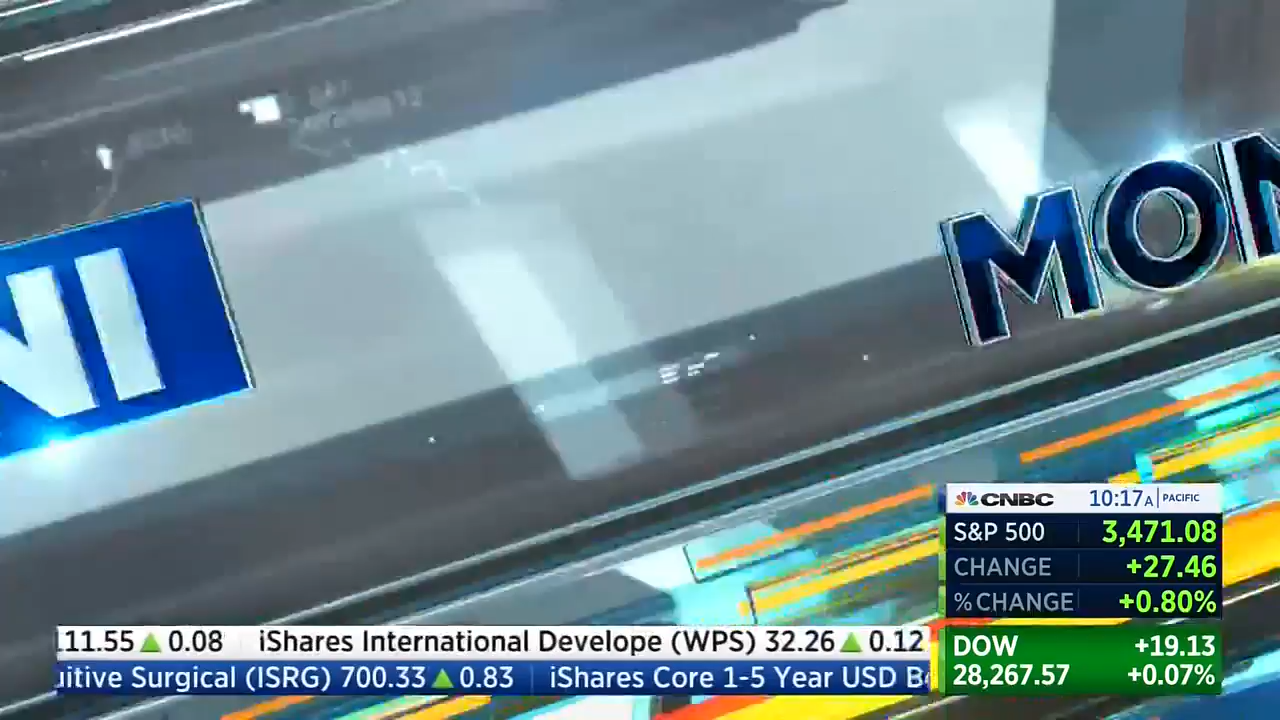 NI
MON
CNBC 10:17A PACIFIC
S&P 500 3,471.08
CHANGE +27.46
% CHANGE +0.80%
DOW +19.13
28,267.57 +0.07%
11.55 0.08 iShares International Develope (WPS) 32.26 0.12
uitive Surgical (ISRG) 700.33 0.83 iShares Core 1-5 Year USD B